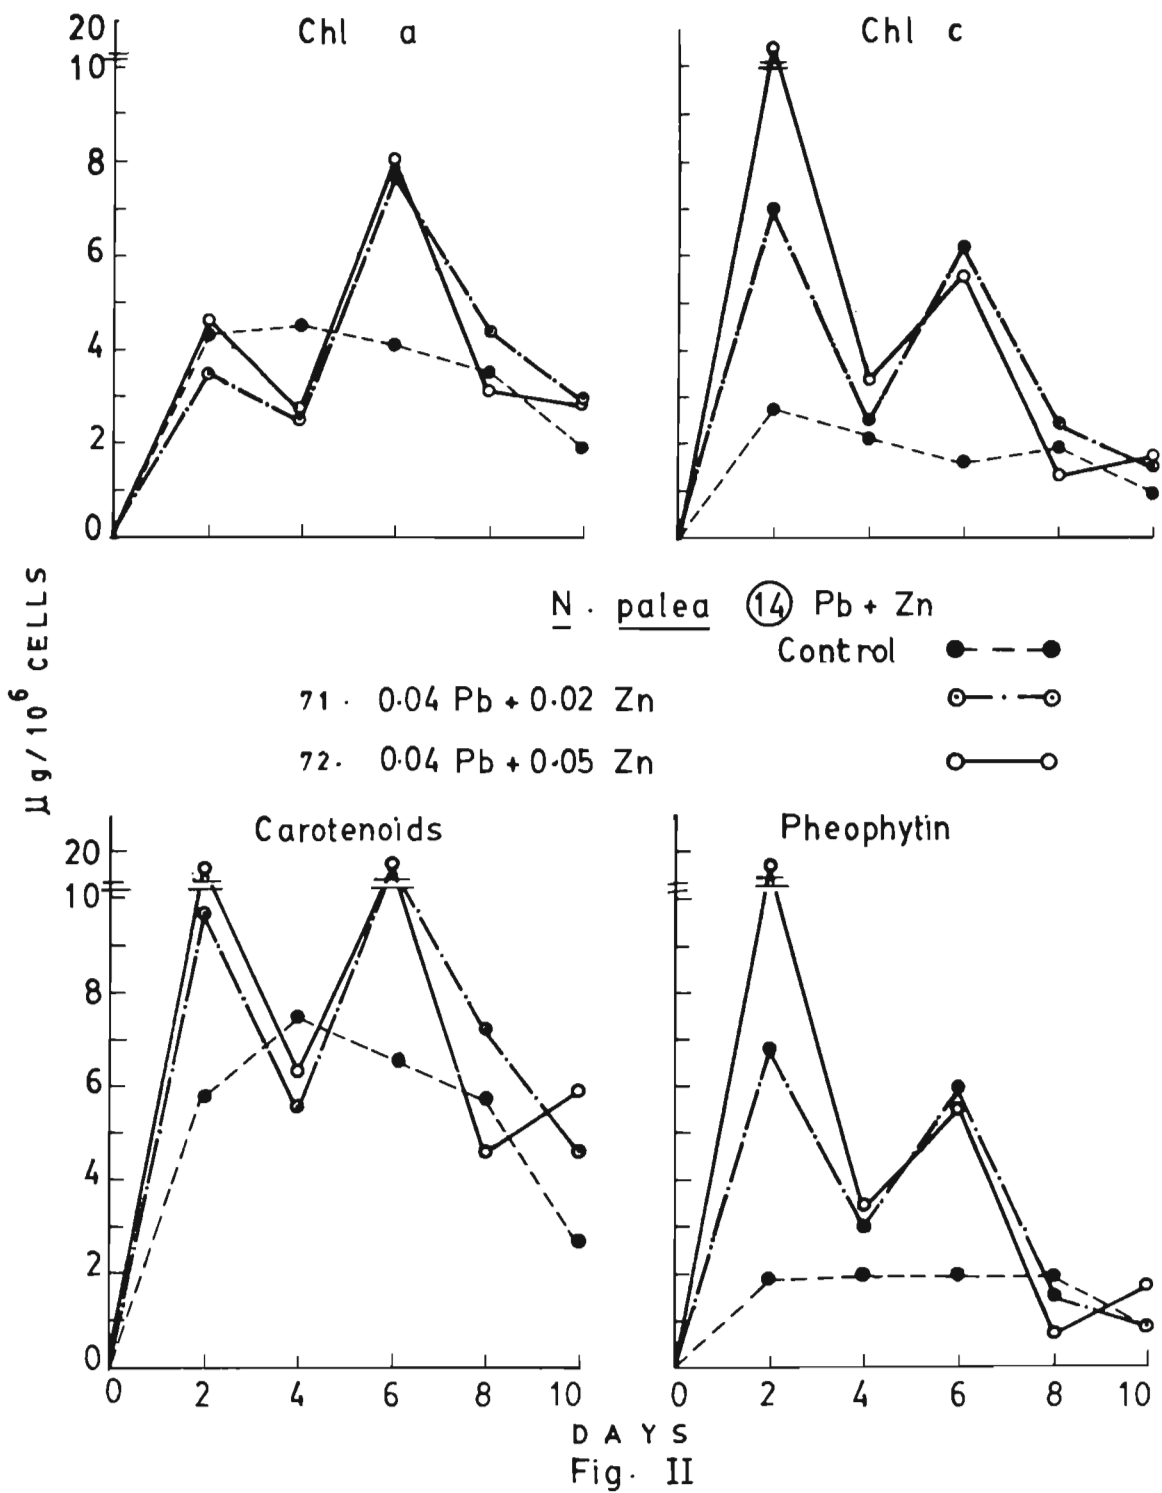 Chl a
Chl c
20
10
8
6
4
2
0
µg/10⁶ CELLS
N. palea 14 Pb + Zn
Control
71. 0.04 Pb + 0.02 Zn
72. 0.04 Pb + 0.05 Zn
Carotenoids
Pheophytin
20
10
8
6
4
2
0
0 2 4 6 8 10
0 2 4 6 8 10
DAYS
Fig. II